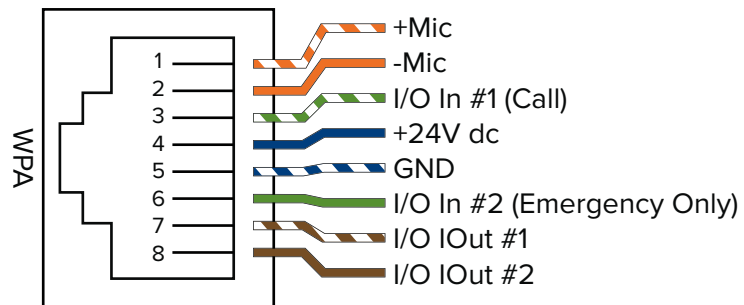 WPA
1 +Mic
2 -Mic
3 I/O In #1 (Call)
4 +24V dc
5 GND
6 I/O In #2 (Emergency Only)
7 I/O IOut #1
8 I/O IOut #2